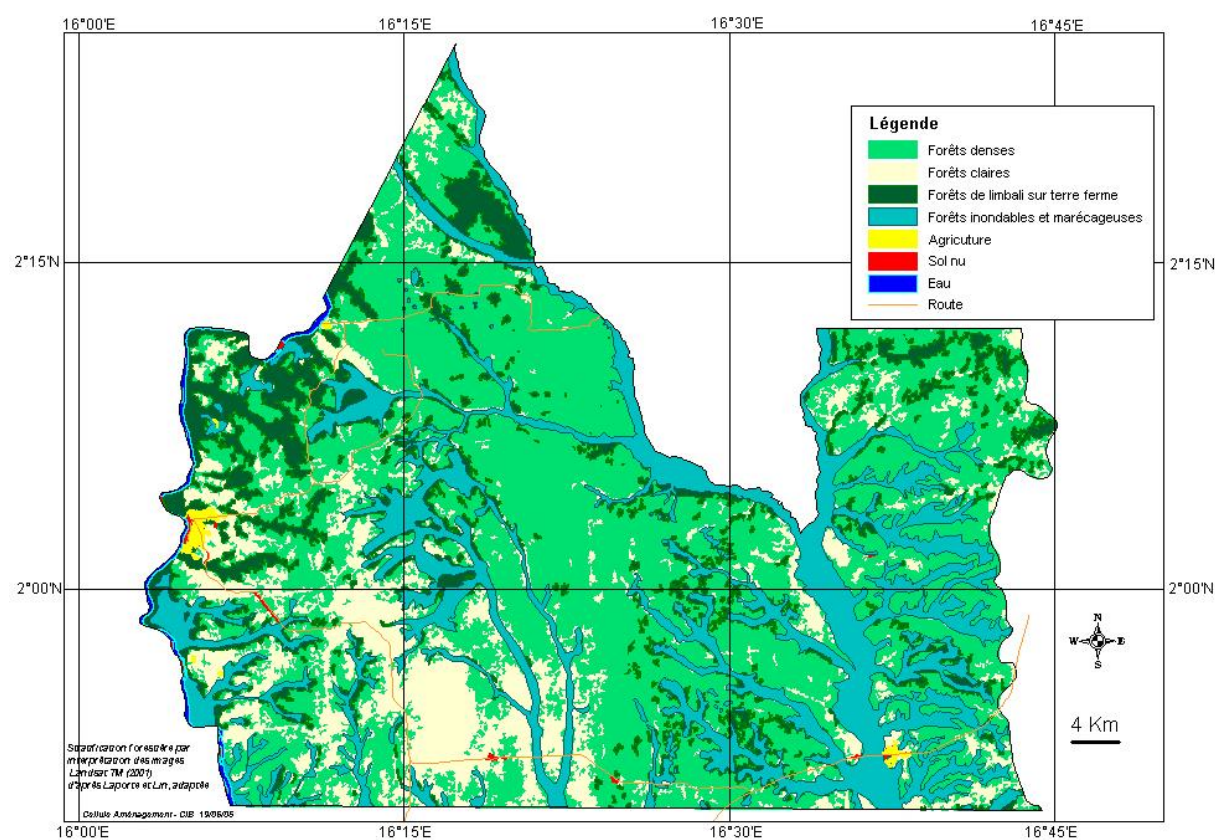 16°00'E 16°15'E 16°30'E 16°45'E
Légende
Forêts denses
Forêts claires
Forêts de limbali sur terre ferme
Forêts inondables et marécageuses
Agricuture
Sol nu
Eau
Route
2°15'N 2°15'N
2°00'N 2°00'N
N
W E
S
4 Km
Stratification forestière par
interprétation des images
Landsat TM (2001)
d'après Laporte et Lin, adaptée
Cellule Aménagement - CIB 19/06/05
16°00'E 16°15'E 16°30'E 16°45'E